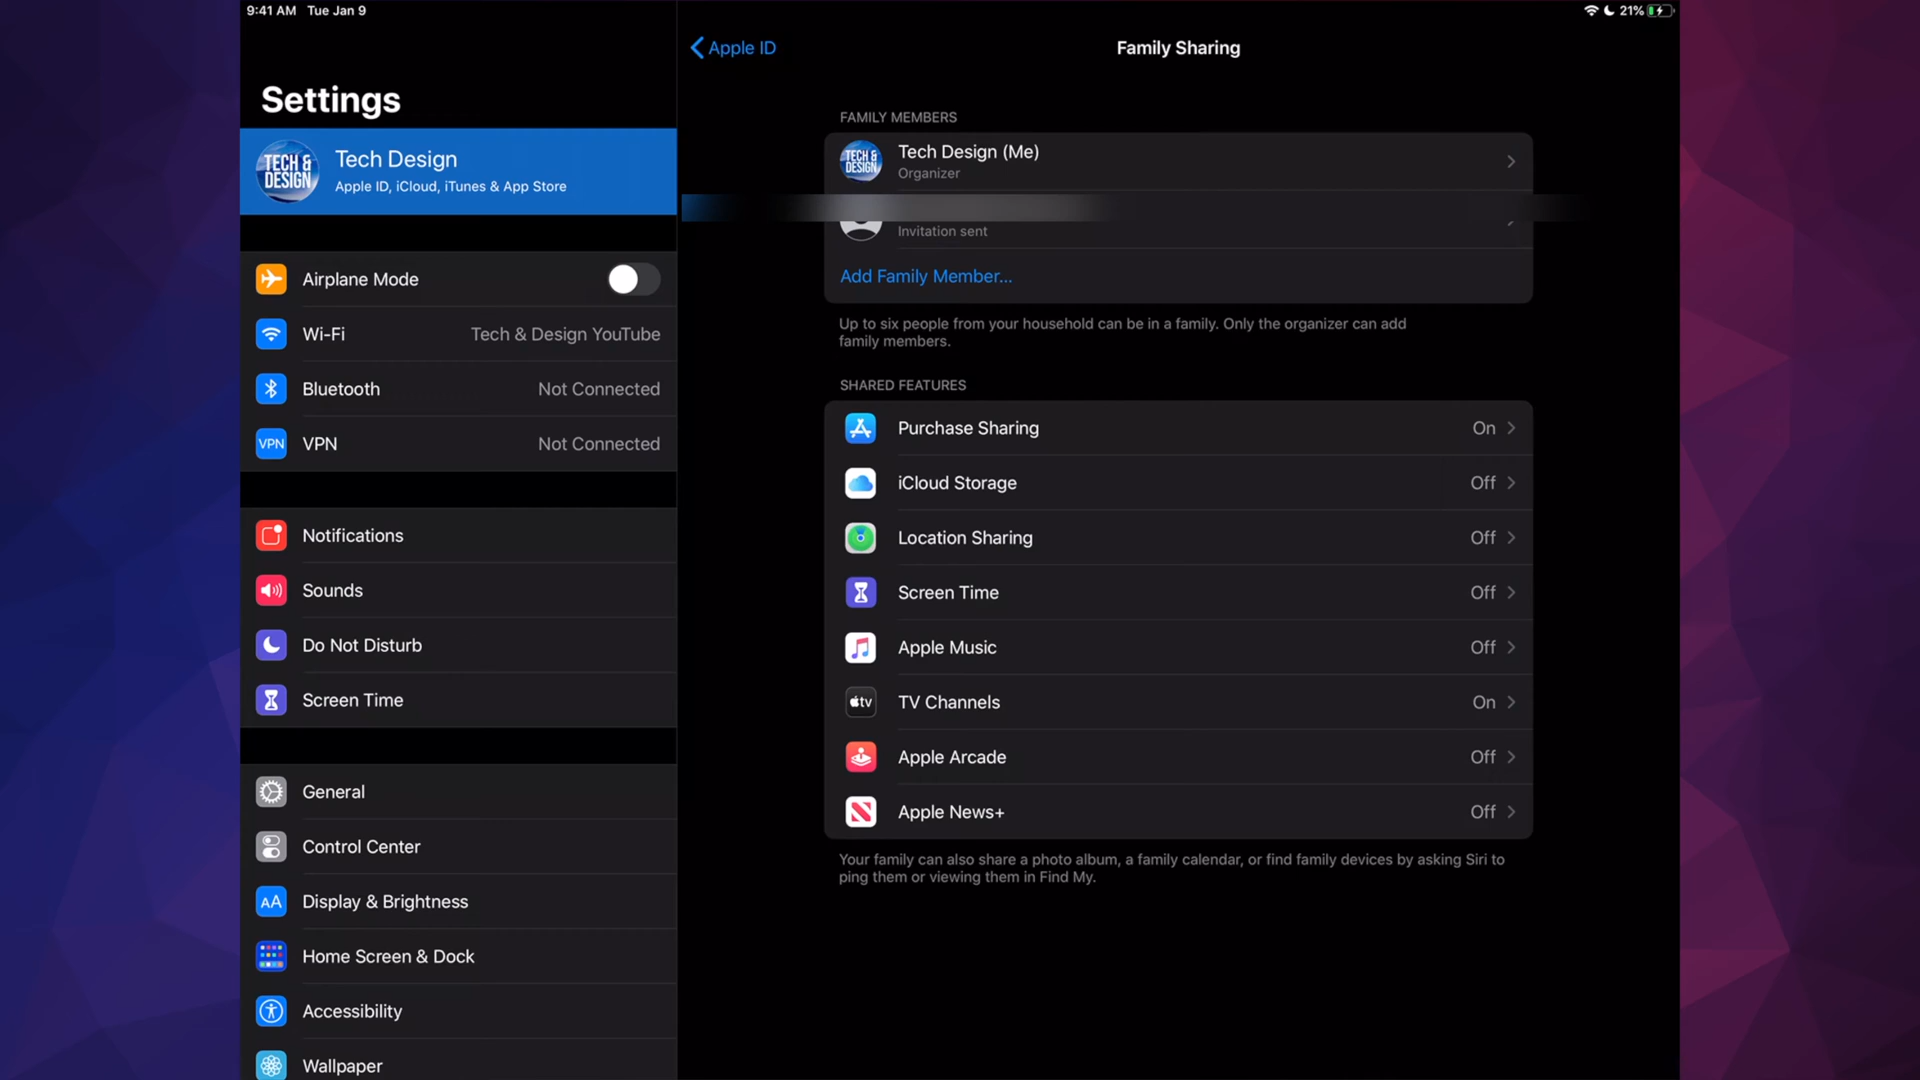 9:41 AM Tue Jan 9
21%
Settings
TECH & DESIGN
Tech Design
Apple ID, iCloud, iTunes & App Store
Airplane Mode
Wi-Fi Tech & Design YouTube
Bluetooth Not Connected
VPN VPN Not Connected
Notifications
Sounds
Do Not Disturb
Screen Time
General
Control Center
AA Display & Brightness
Home Screen & Dock
Accessibility
Wallpaper
Apple ID
Family Sharing
FAMILY MEMBERS
TECH & DESIGN
Tech Design (Me)
Organizer
Invitation sent
Add Family Member...
Up to six people from your household can be in a family. Only the organizer can add
family members.
SHARED FEATURES
Purchase Sharing On
iCloud Storage Off
Location Sharing Off
Screen Time Off
Apple Music Off
tv TV Channels On
Apple Arcade Off
Apple News+ Off
Your family can also share a photo album, a family calendar, or find family devices by asking Siri to
ping them or viewing them in Find My.